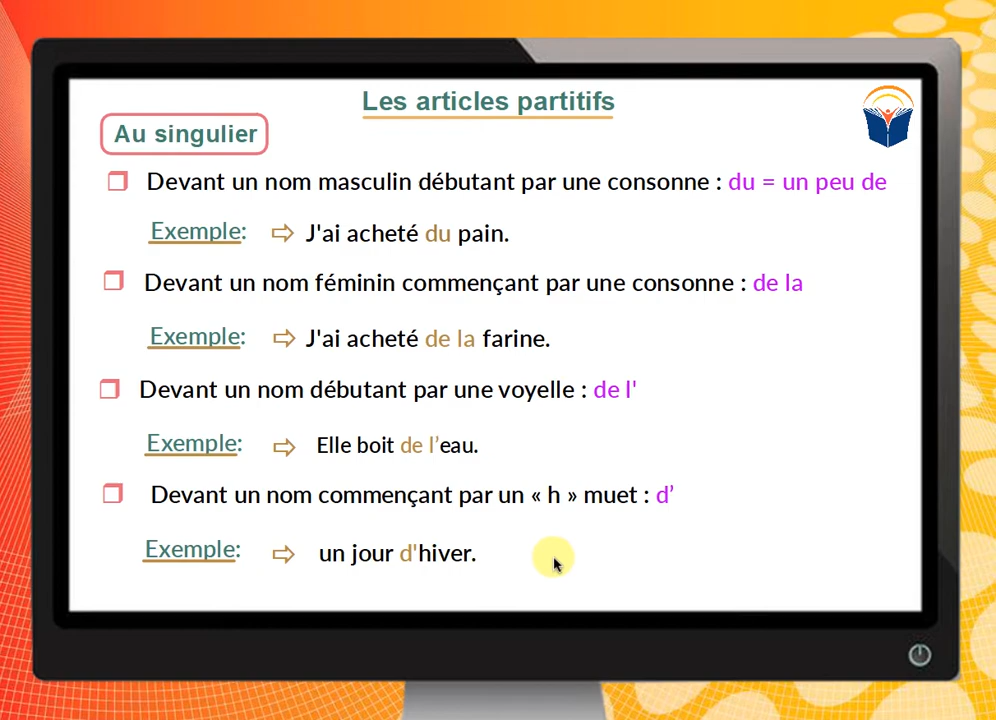 Les articles partitifs
Au singulier
Devant un nom masculin débutant par une consonne : du = un peu de
Exemple: J'ai acheté du pain.
Devant un nom féminin commençant par une consonne : de la
Exemple: J'ai acheté de la farine.
Devant un nom débutant par une voyelle : de l'
Exemple: Elle boit de l’eau.
Devant un nom commençant par un « h » muet : d’
Exemple: un jour d'hiver.